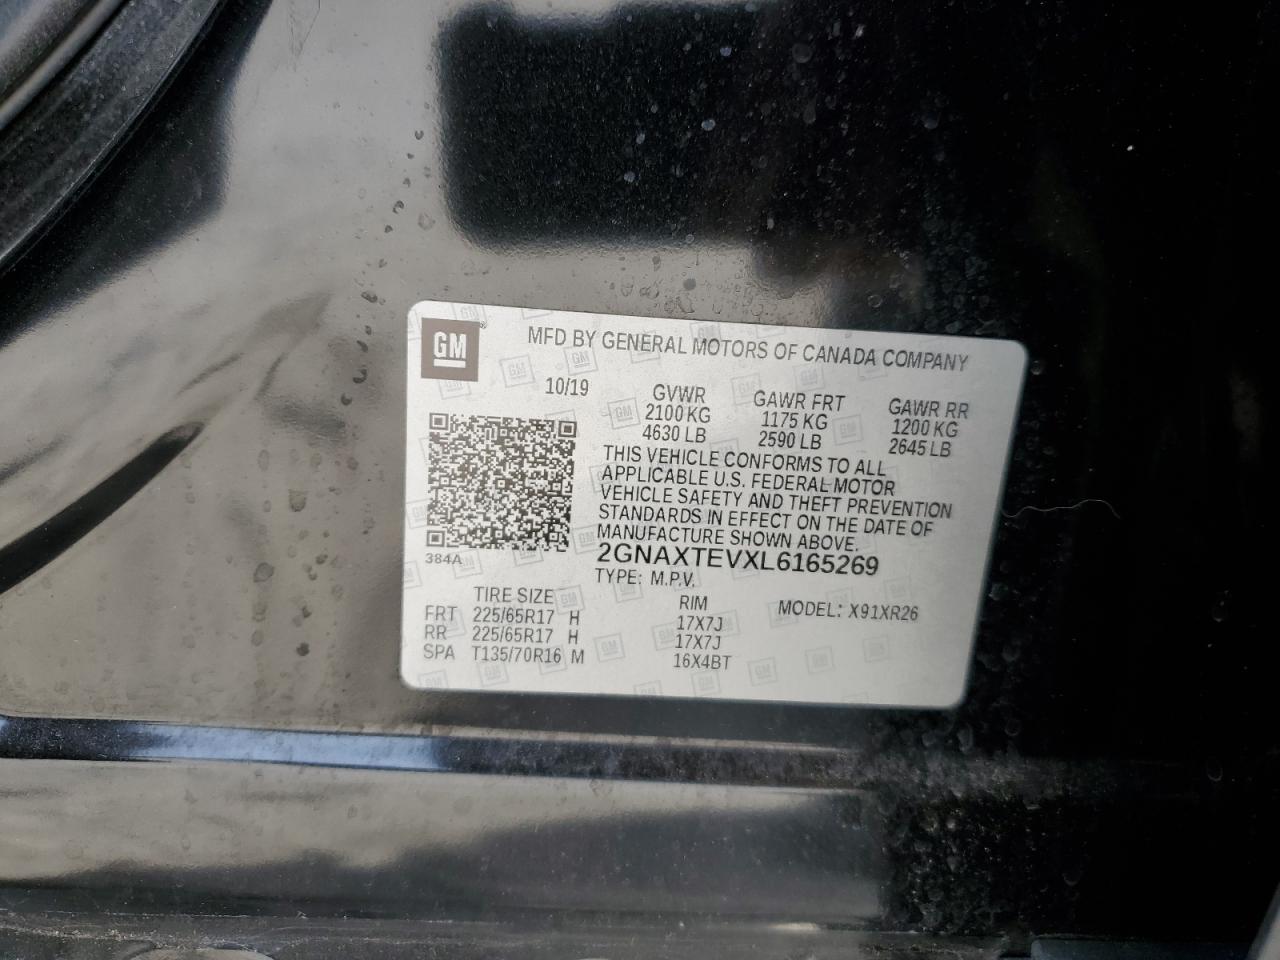 GM
MFD BY GENERAL MOTORS OF CANADA COMPANY
10/19 GVWR GAWR FRT GAWR RR
2100 KG 1175 KG 1200 KG
4630 LB 2590 LB 2645 LB
THIS VEHICLE CONFORMS TO ALL
APPLICABLE U.S. FEDERAL MOTOR
VEHICLE SAFETY AND THEFT PREVENTION
STANDARDS IN EFFECT ON THE DATE OF
MANUFACTURE SHOWN ABOVE.
384A 2GNAXTEVXL6165269
TYPE: M.P.V.
TIRE SIZE RIM MODEL: X91XR26
FRT 225/65R17 H 17X7J
RR 225/65R17 H 17X7J
SPA T135/70R16 M 16X4BT